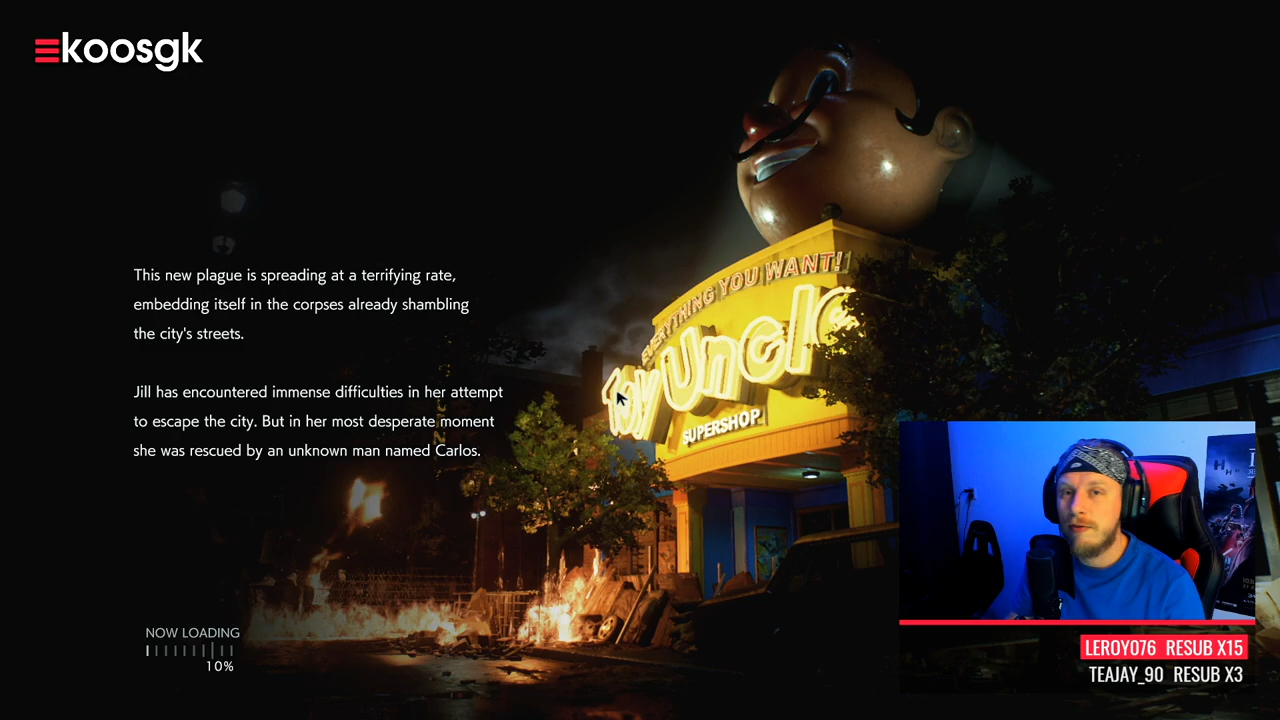 koosgk
EVERYTHING YOU WANT!
Toy Uncle
SUPERSHOP
This new plague is spreading at a terrifying rate,
embedding itself in the corpses already shambling
the city's streets.
Jill has encountered immense difficulties in her attempt
to escape the city. But in her most desperate moment
she was rescued by an unknown man named Carlos.
NOW LOADING
10%
LEROY076 RESUB X15
TEAJAY_90 RESUB X3